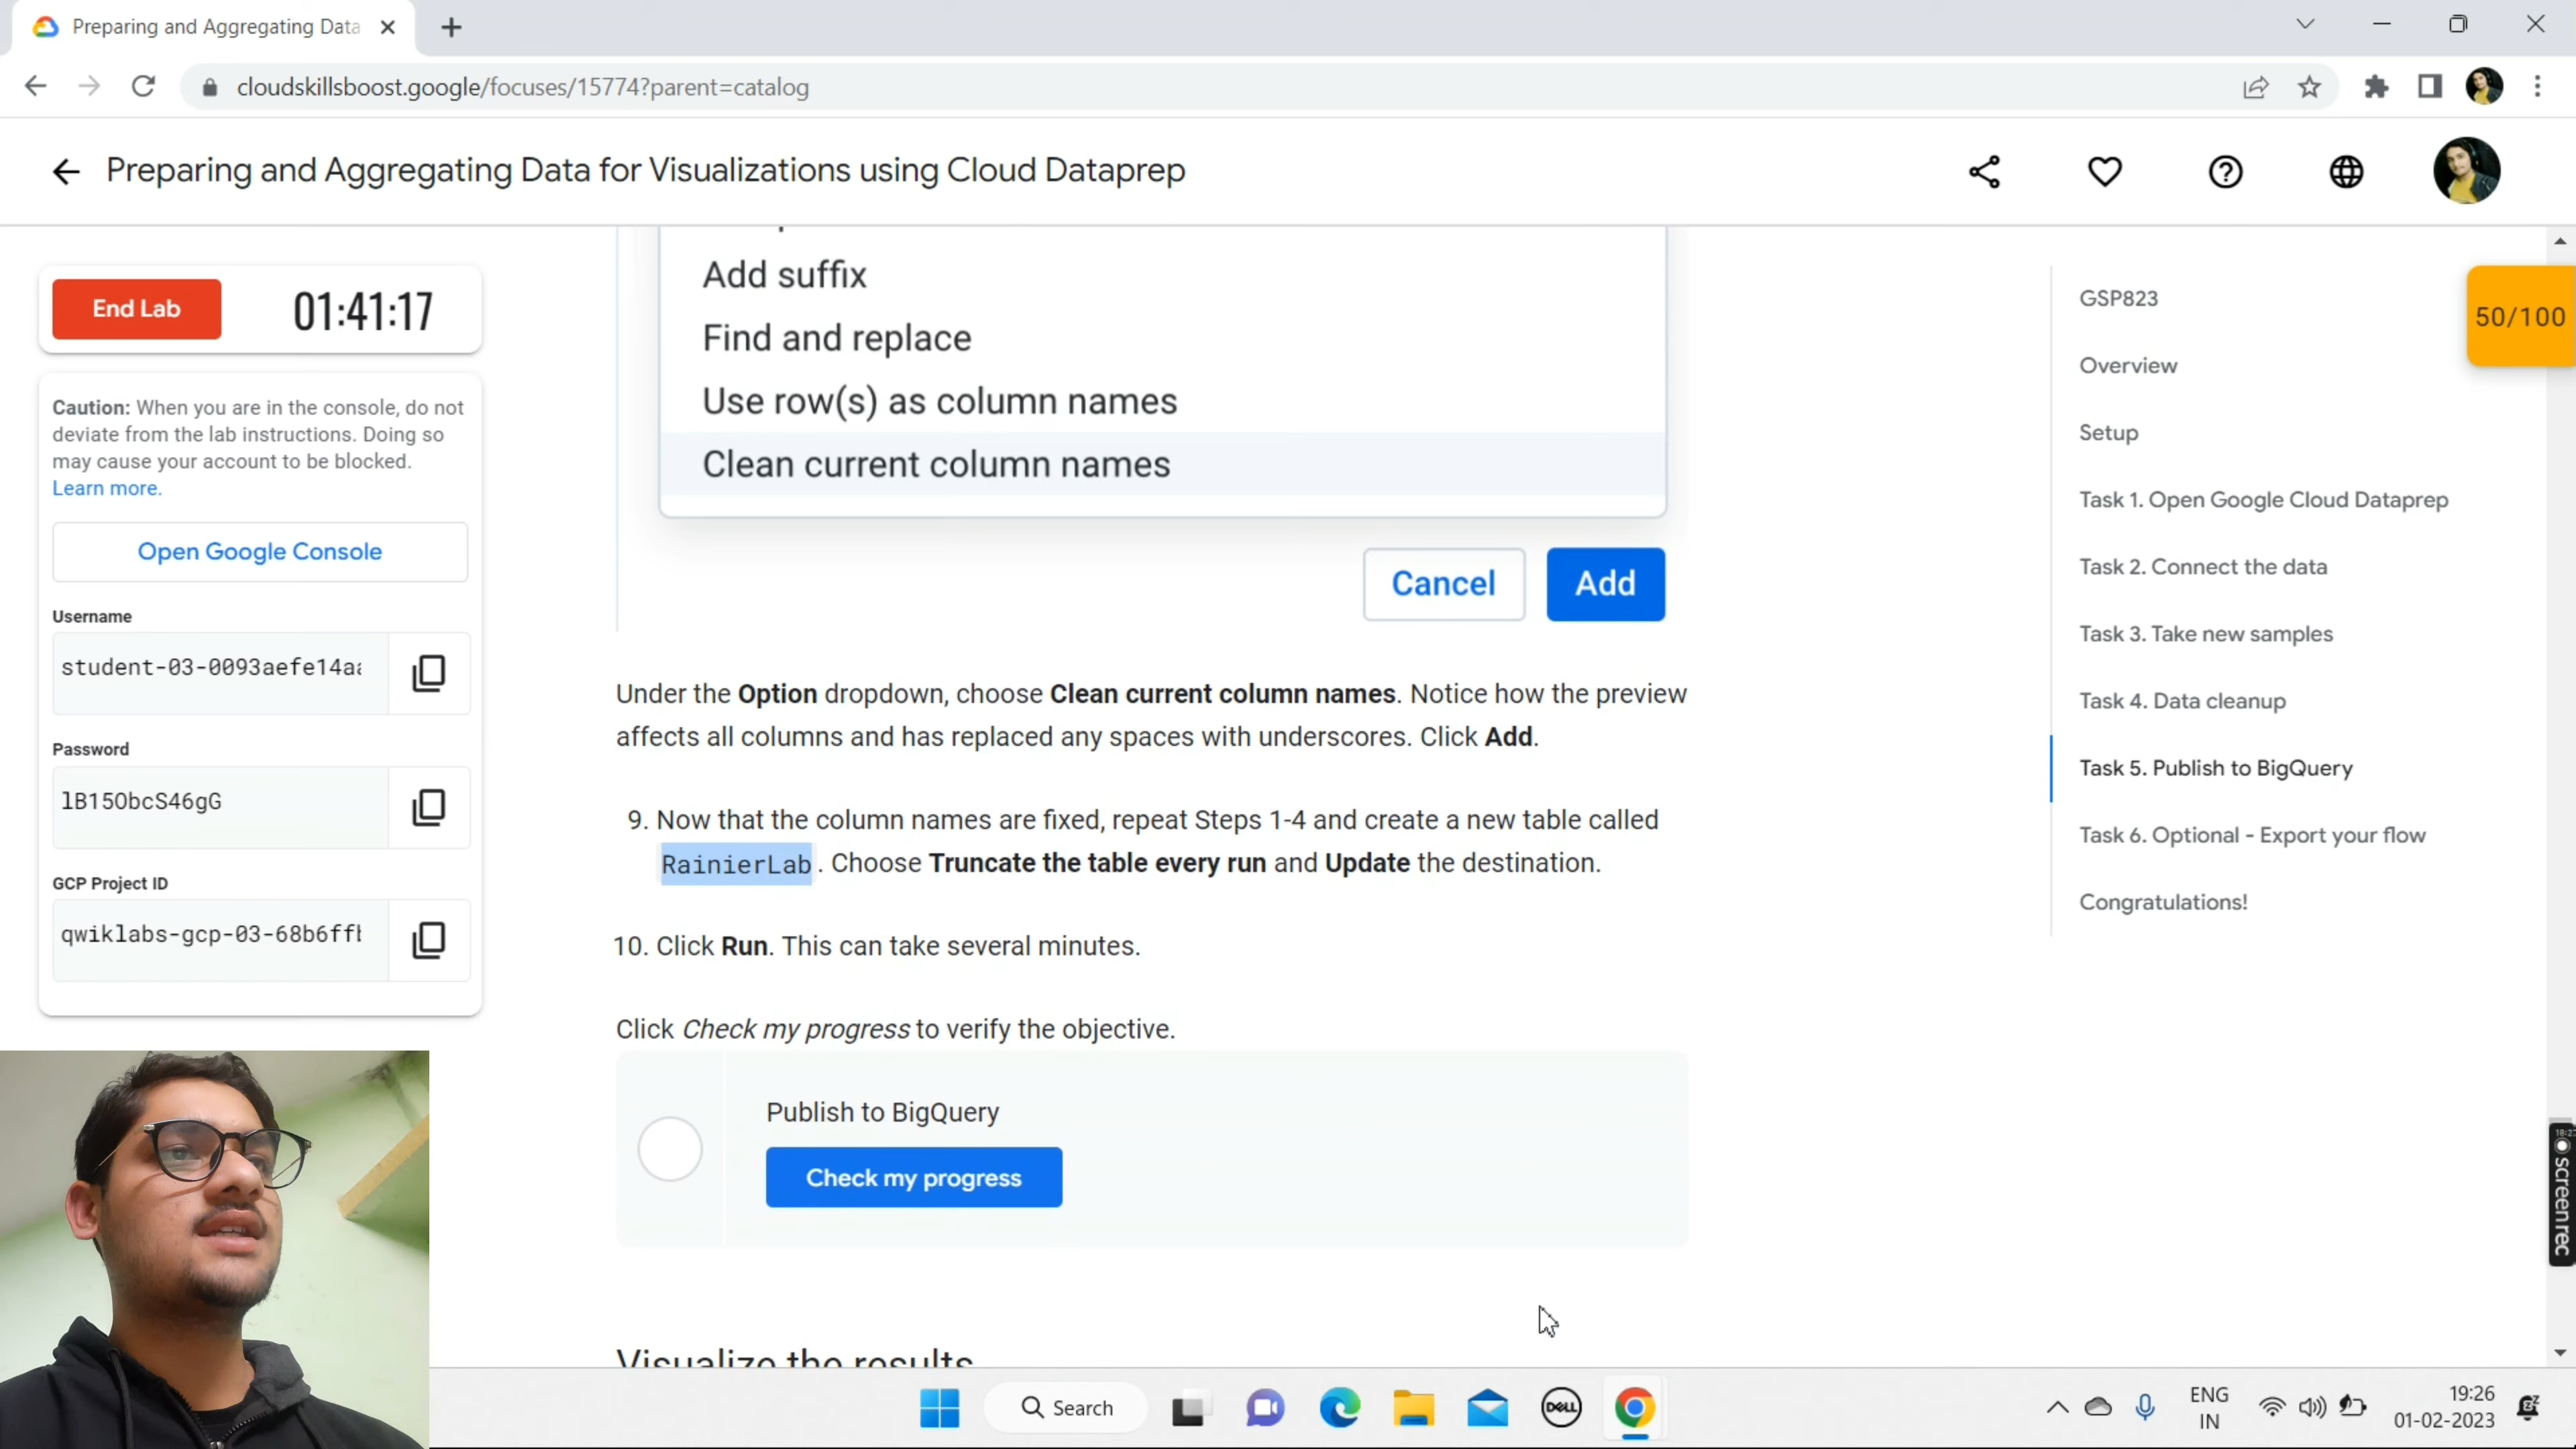 Preparing and Aggregating Data
cloudskillsboost.google/focuses/15774?parent=catalog
Preparing and Aggregating Data for Visualizations using Cloud Dataprep
End Lab
01:41:17
Caution: When you are in the console, do not
deviate from the lab instructions. Doing so
may cause your account to be blocked.
Learn more.
Open Google Console
Username
student-03-0093aefe14aa
Password
lB15ObcS46gG
GCP Project ID
qwiklabs-gcp-03-68b6ffb
Add suffix
Find and replace
Use row(s) as column names
Clean current column names
Cancel
Add
Under the Option dropdown, choose Clean current column names. Notice how the preview
affects all columns and has replaced any spaces with underscores. Click Add.
9. Now that the column names are fixed, repeat Steps 1-4 and create a new table called
RainierLab . Choose Truncate the table every run and Update the destination.
10. Click Run. This can take several minutes.
Click Check my progress to verify the objective.
Publish to BigQuery
Check my progress
Visualize the results
GSP823
Overview
Setup
Task 1. Open Google Cloud Dataprep
Task 2. Connect the data
Task 3. Take new samples
Task 4. Data cleanup
Task 5. Publish to BigQuery
Task 6. Optional - Export your flow
Congratulations!
50/100
screenrec
Search
DELL
ENG
IN
19:26
01-02-2023